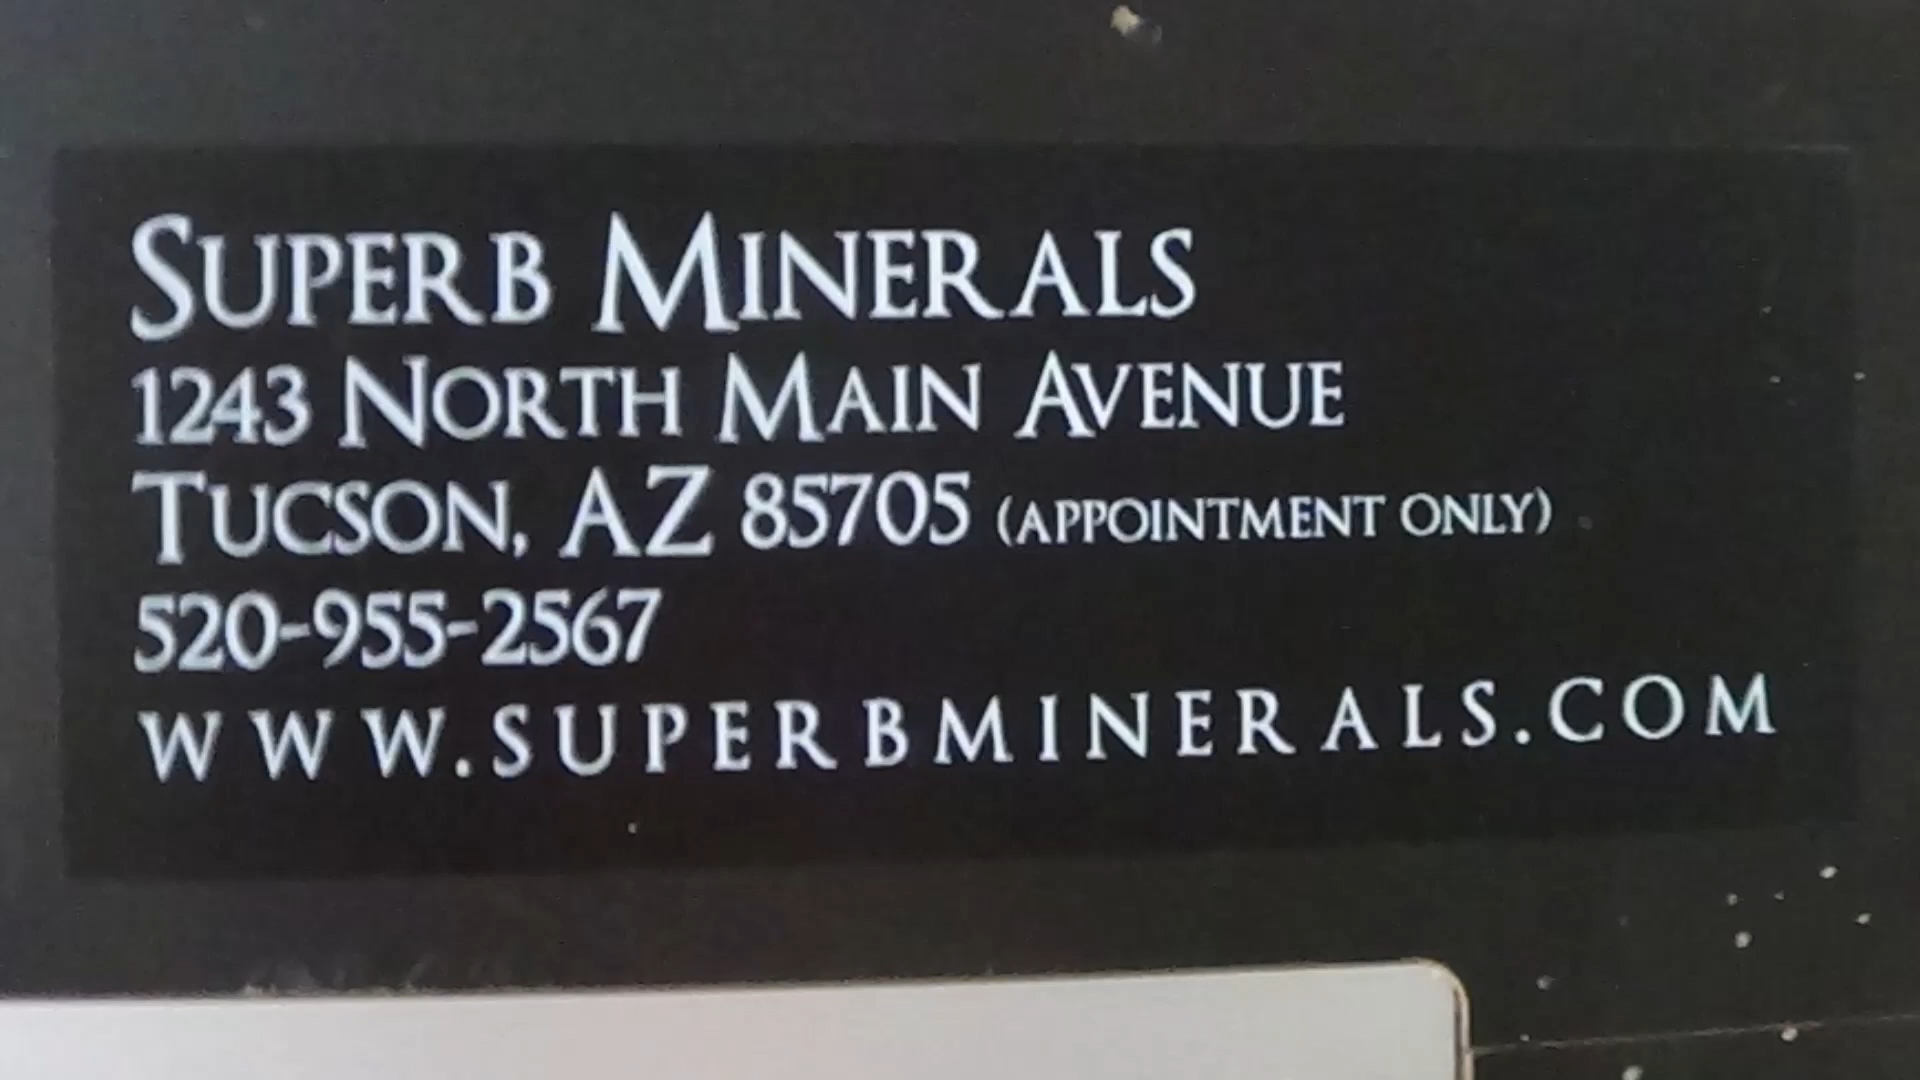 SUPERB MINERALS
1243 NORTH MAIN AVENUE
TUCSON, AZ 85705 (APPOINTMENT ONLY)
520-955-2567
WWW.SUPERBMINERALS.COM